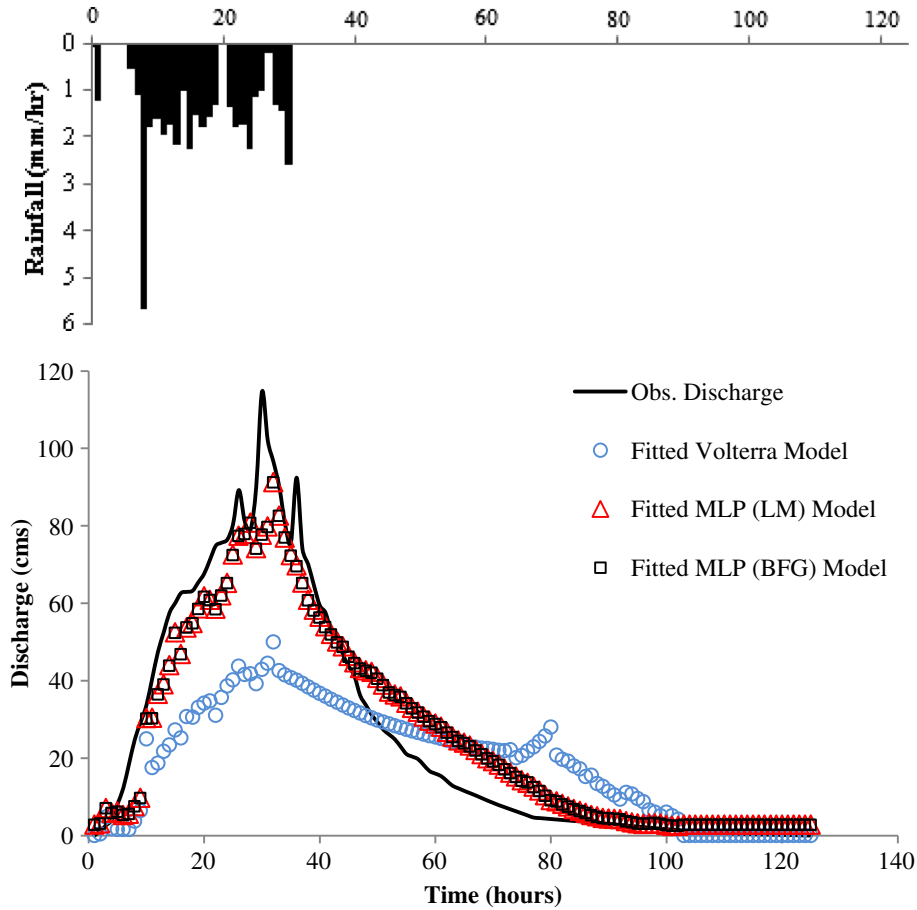 0 20 40 60 80 100 120
Rainfall (mm/hr)
0
1
2
3
4
5
6
120
100
80
60
40
20
0
Discharge (cms)
Obs. Discharge
Fitted Volterra Model
Fitted MLP (LM) Model
Fitted MLP (BFG) Model
0 20 40 60 80 100 120 140
Time (hours)